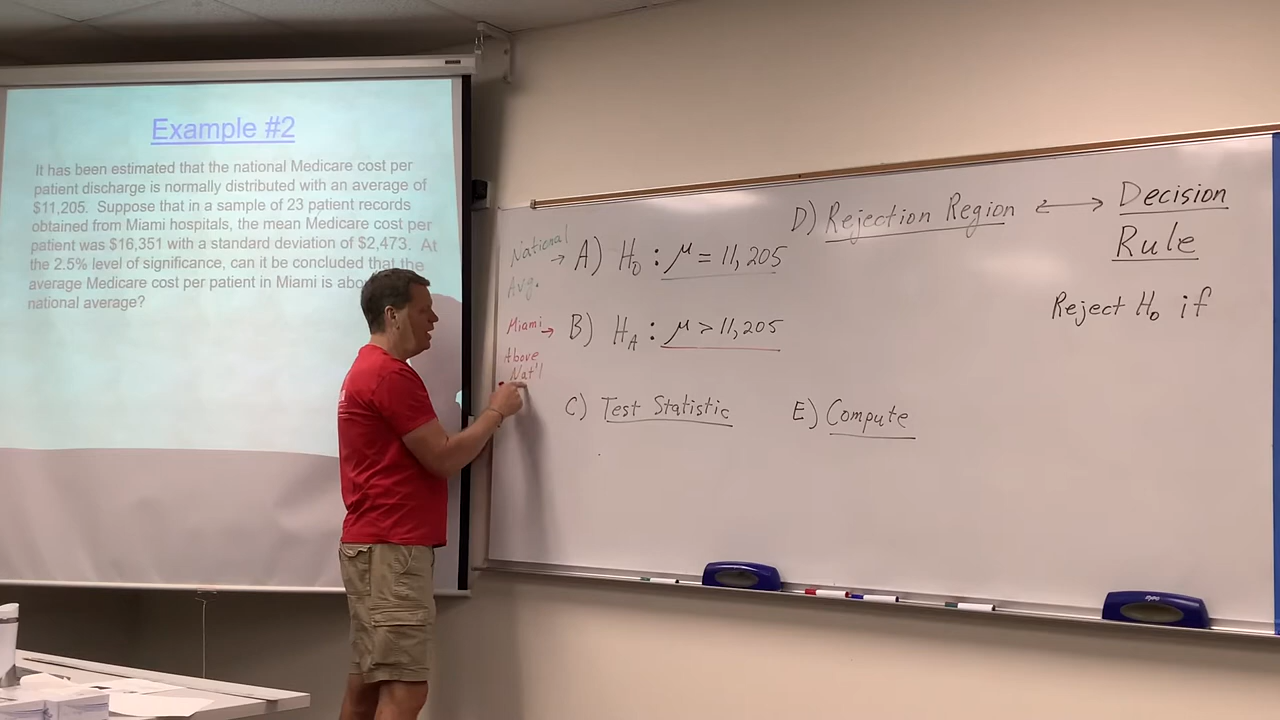 Example #2
It has been estimated that the national Medicare cost per
patient discharge is normally distributed with an average of
$11,205. Suppose that in a sample of 23 patient records
obtained from Miami hospitals, the mean Medicare cost per
patient was $16,351 with a standard deviation of $2,473. At
the 2.5% level of significance, can it be concluded that the
average Medicare cost per patient in Miami is abo
national average?
National
Avg.
→ A) H₀ : μ = 11,205
Miami
Above
Nat'l
→ B) Hᴀ : μ > 11,205
C) Test Statistic
D) Rejection Region ↔ Decision
Rule
Reject H₀ if
E) Compute
expo